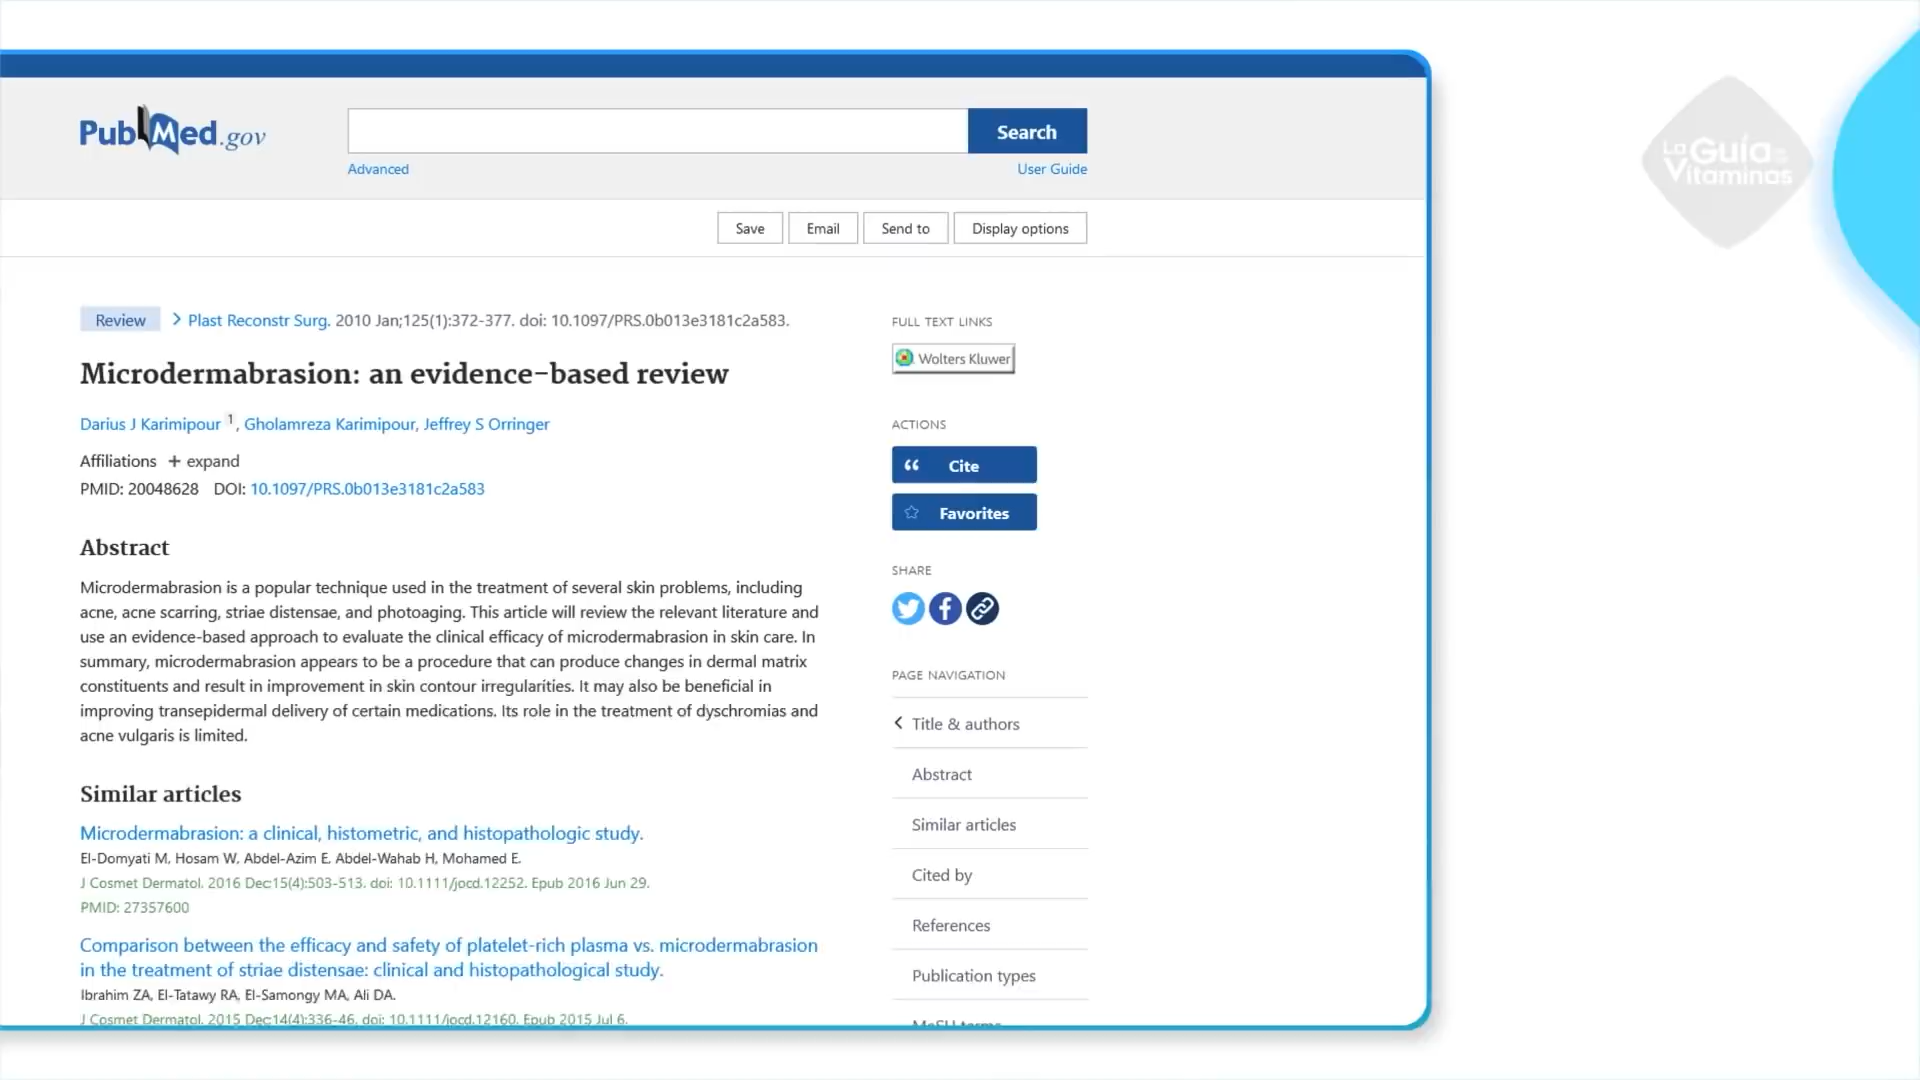 PubMed.gov
Search
Advanced
User Guide
La Guía de las Vitaminas
Save
Email
Send to
Display options
Review
Plast Reconstr Surg. 2010 Jan;125(1):372-377. doi: 10.1097/PRS.0b013e3181c2a583.
Microdermabrasion: an evidence-based review
Darius J Karimipour 1, Gholamreza Karimipour, Jeffrey S Orringer
Affiliations + expand
PMID: 20048628 DOI: 10.1097/PRS.0b013e3181c2a583
Abstract
Microdermabrasion is a popular technique used in the treatment of several skin problems, including
acne, acne scarring, striae distensae, and photoaging. This article will review the relevant literature and
use an evidence-based approach to evaluate the clinical efficacy of microdermabrasion in skin care. In
summary, microdermabrasion appears to be a procedure that can produce changes in dermal matrix
constituents and result in improvement in skin contour irregularities. It may also be beneficial in
improving transepidermal delivery of certain medications. Its role in the treatment of dyschromias and
acne vulgaris is limited.
Similar articles
Microdermabrasion: a clinical, histometric, and histopathologic study.
El-Domyati M, Hosam W, Abdel-Azim E, Abdel-Wahab H, Mohamed E.
J Cosmet Dermatol. 2016 Dec;15(4):503-513. doi: 10.1111/jocd.12252. Epub 2016 Jun 29.
PMID: 27357600
Comparison between the efficacy and safety of platelet-rich plasma vs. microdermabrasion
in the treatment of striae distensae: clinical and histopathological study.
Ibrahim ZA, El-Tatawy RA, El-Samongy MA, Ali DA.
J Cosmet Dermatol. 2015 Dec;14(4):336-46. doi: 10.1111/jocd.12160. Epub 2015 Jul 6.
FULL TEXT LINKS
Wolters Kluwer
ACTIONS
Cite
Favorites
SHARE
PAGE NAVIGATION
Title & authors
Abstract
Similar articles
Cited by
References
Publication types
MeSH terms